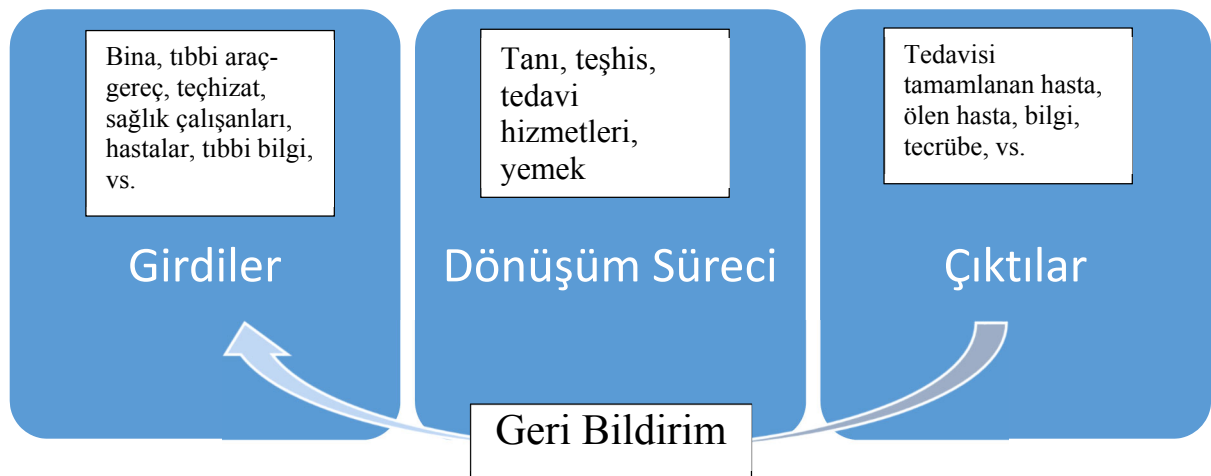 Bina, tıbbi araç-
gereç, teçhizat,
sağlık çalışanları,
hastalar, tıbbi bilgi,
vs.
Girdiler
Tanı, teşhis,
tedavi
hizmetleri,
yemek
Dönüşüm Süreci
Tedavisi
tamamlanan hasta,
ölen hasta, bilgi,
tecrübe, vs.
Çıktılar
Geri Bildirim